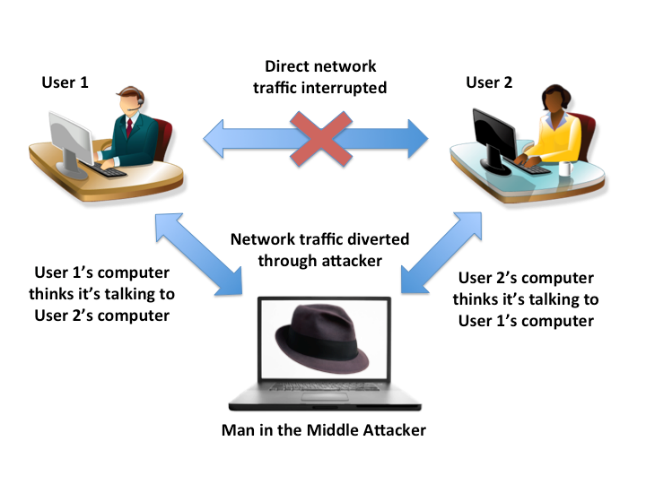 User 1
Direct network
traffic interrupted
User 2
Network traffic diverted
through attacker
User 1’s computer
thinks it’s talking to
User 2’s computer
User 2’s computer
thinks it’s talking to
User 1’s computer
Man in the Middle Attacker